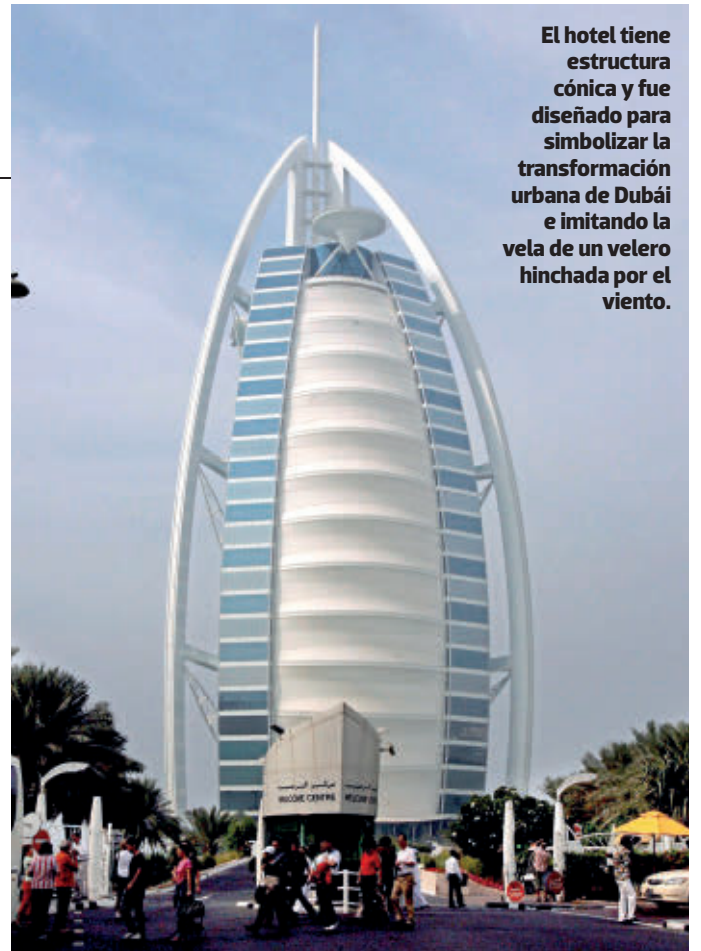 El hotel tiene
estructura
cónica y fue
diseñado para
simbolizar la
transformación
urbana de Dubái
e imitando la
vela de un velero
hinchada por el
viento.
WELCOME CENTRE